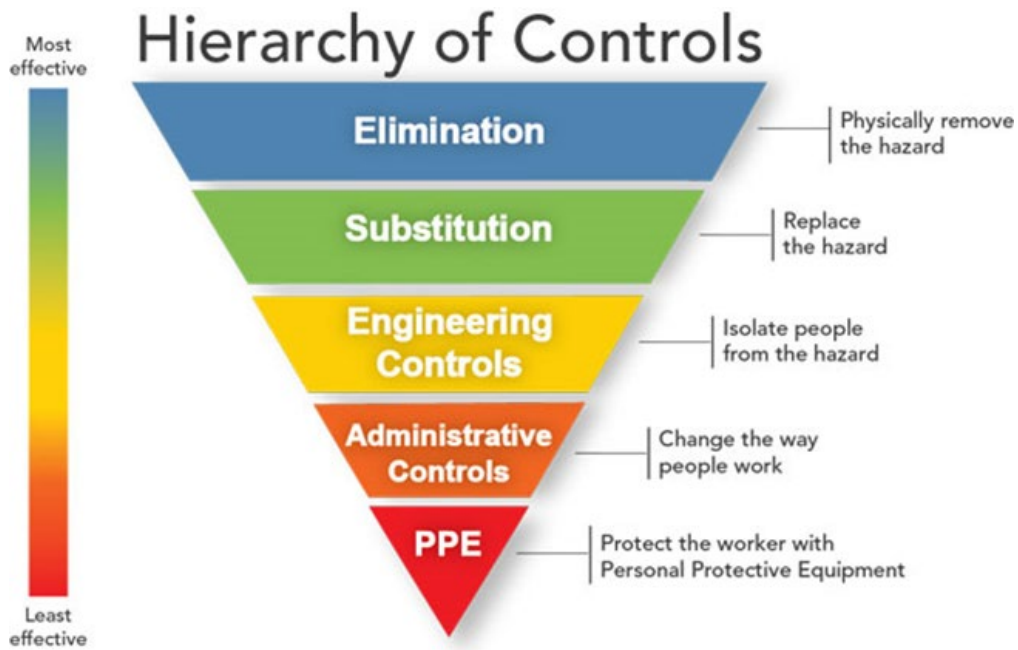 Hierarchy of Controls
Most
effective
Elimination
Physically remove
the hazard
Substitution
Replace
the hazard
Engineering
Controls
Isolate people
from the hazard
Administrative
Controls
Change the way
people work
PPE
Protect the worker with
Personal Protective Equipment
Least
effective